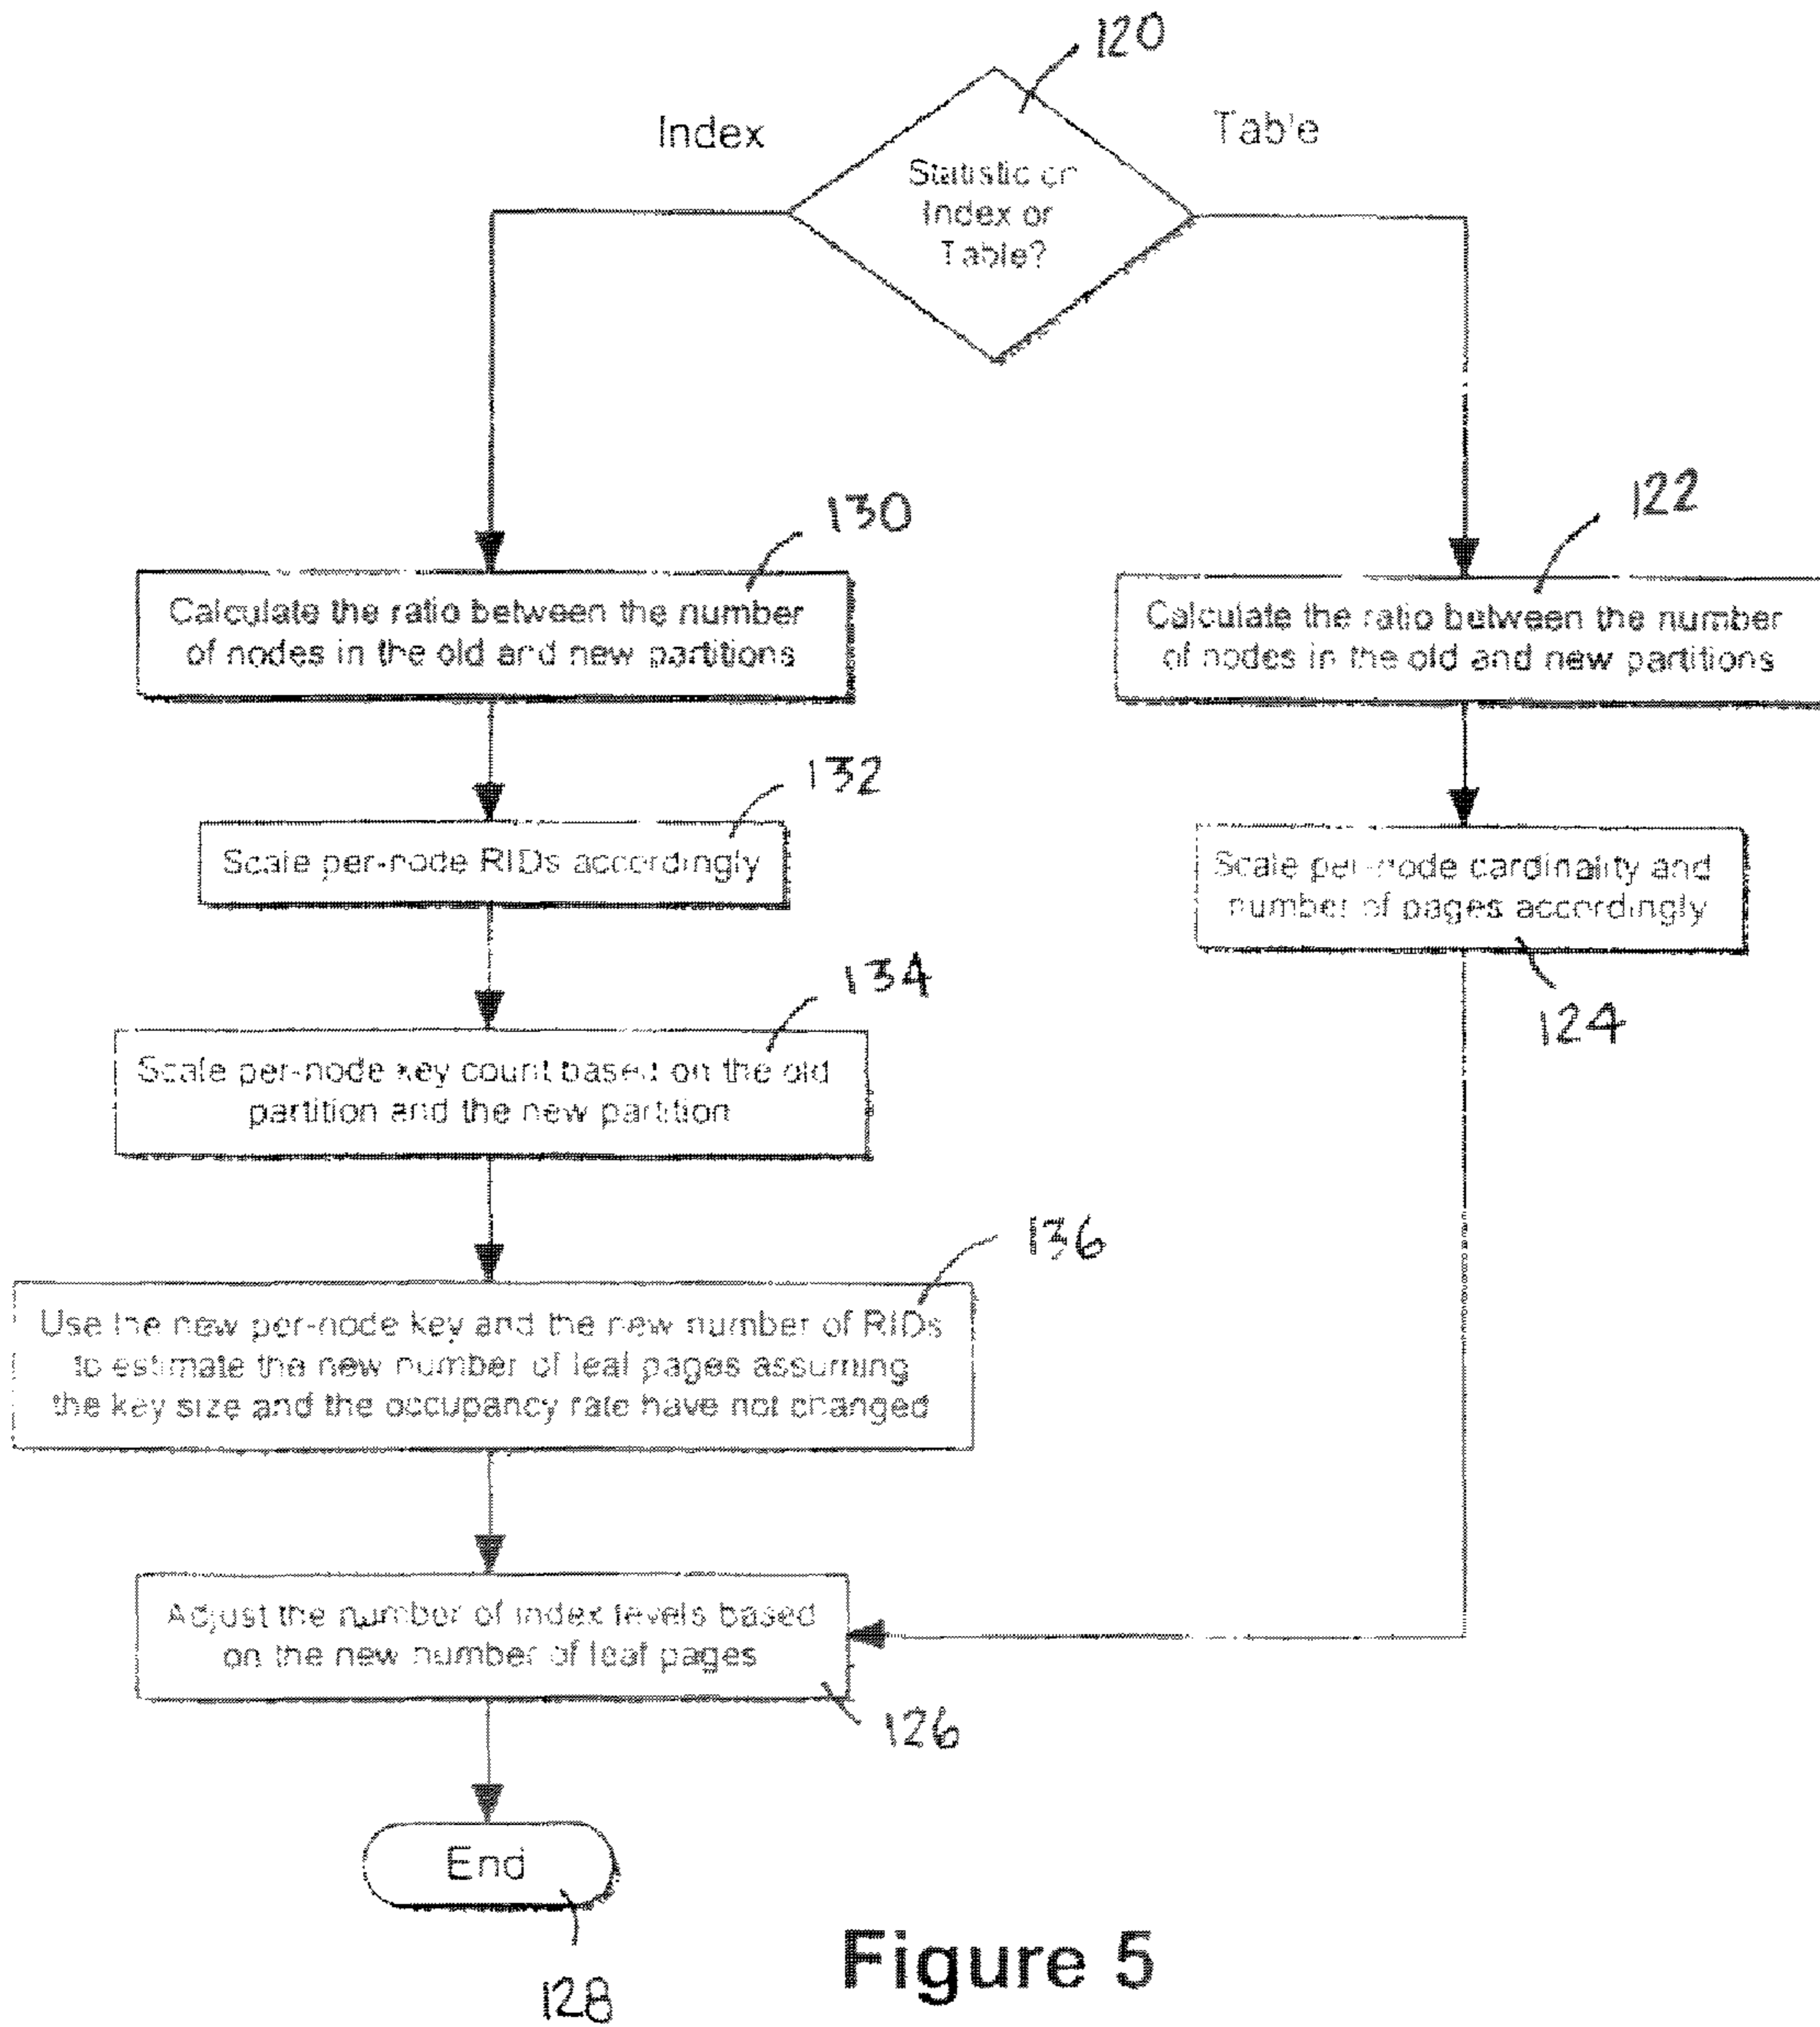 120
Index
Table
Statistic on
Index or
Table?
130
122
Calculate the ratio between the number
of nodes in the old and new partitions
Calculate the ratio between the number
of nodes in the old and new partitions
132
Scale per-node RIDs accordingly
Scale per-node cardinality and
number of pages accordingly
134
124
Scale per-node key count based on the old
partition and the new partition
136
Use the new per-node key and the new number of RIDs
to estimate the new number of leaf pages assuming
the key size and the occupancy rate have not changed
Adjust the number of index levels based
on the new number of leaf pages
126
End
128
Figure 5